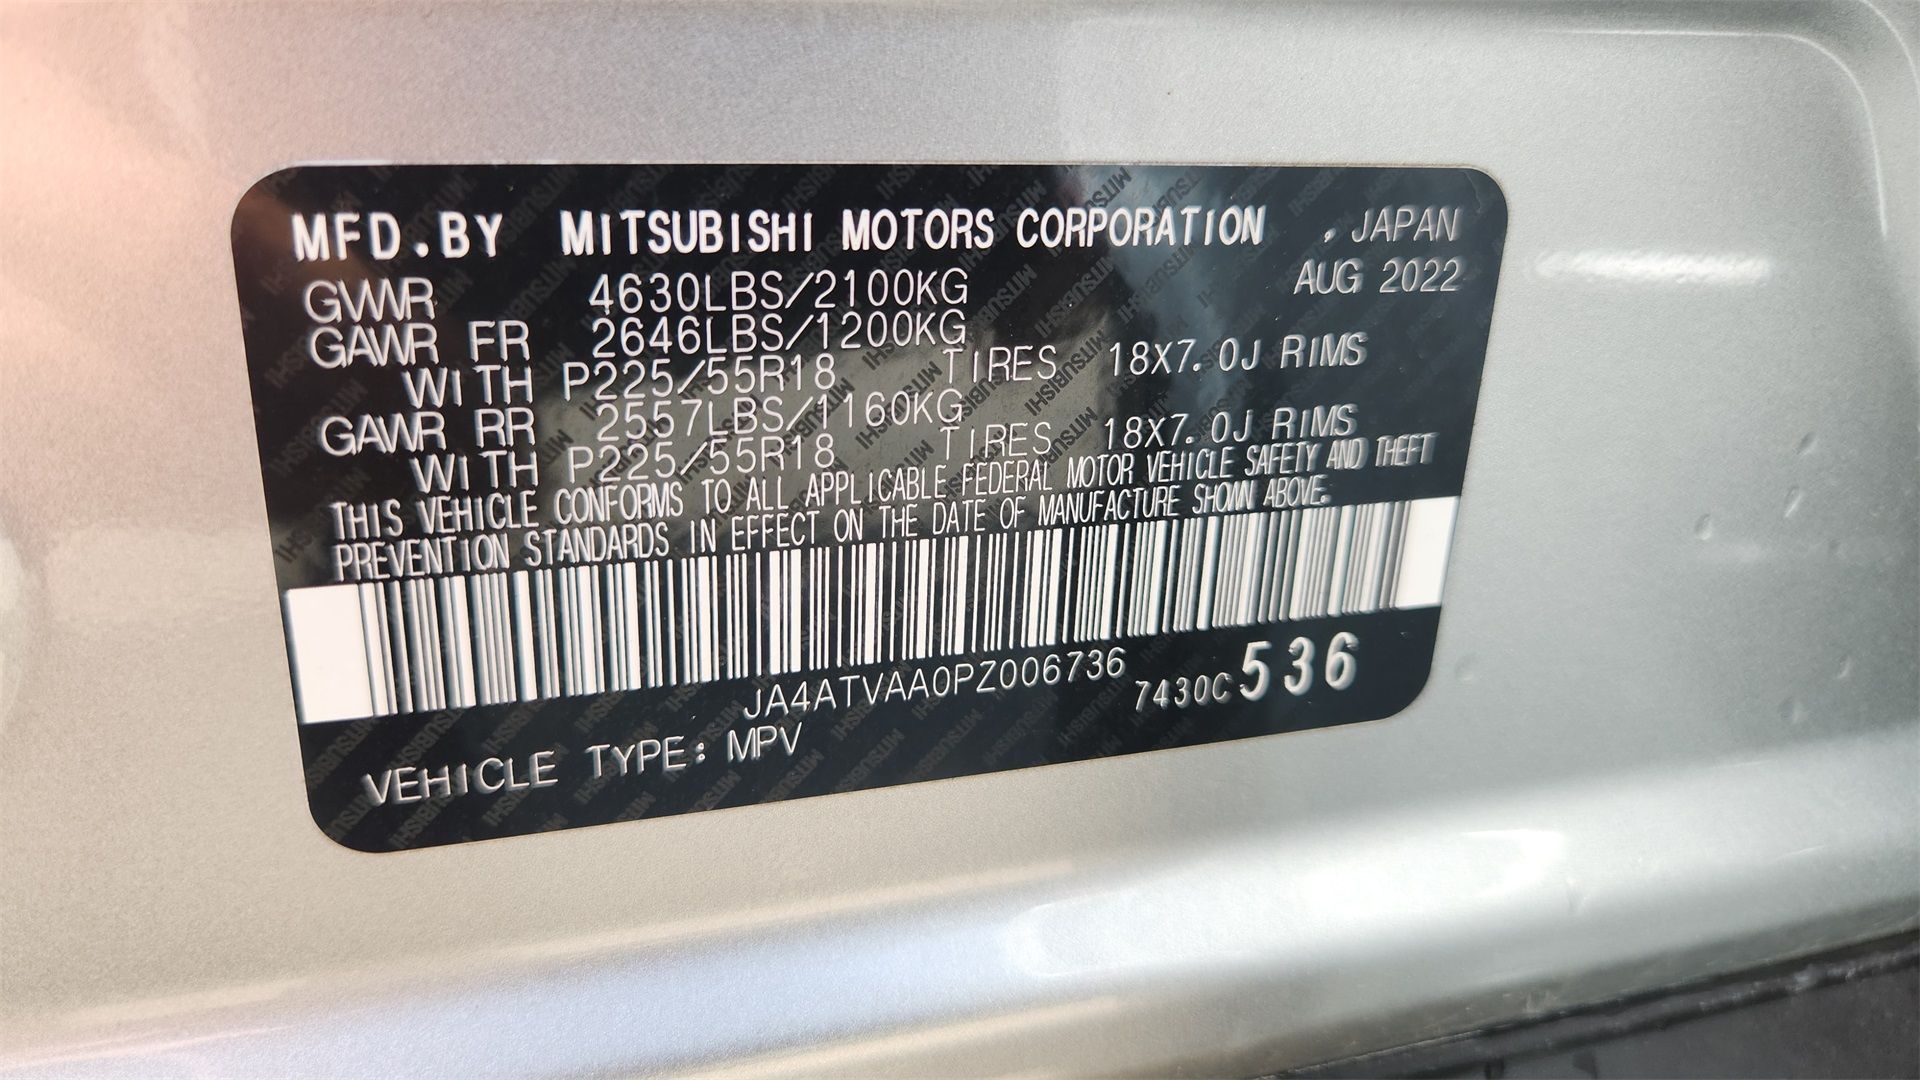 MFD.BY MITSUBISHI MOTORS CORPORATION , JAPAN
AUG 2022
GVWR 4630LBS/2100KG
GAWR FR 2646LBS/1200KG
WITH P225/55R18 TIRES 18X7.0J RIMS
GAWR RR 2557LBS/1160KG
WITH P225/55R18 TIRES 18X7.0J RIMS
THIS VEHICLE CONFORMS TO ALL APPLICABLE FEDERAL MOTOR VEHICLE SAFETY AND THEFT
PREVENTION STANDARDS IN EFFECT ON THE DATE OF MANUFACTURE SHOWN ABOVE.
JA4ATVAA0PZ006736
7430C536
VEHICLE TYPE: MPV